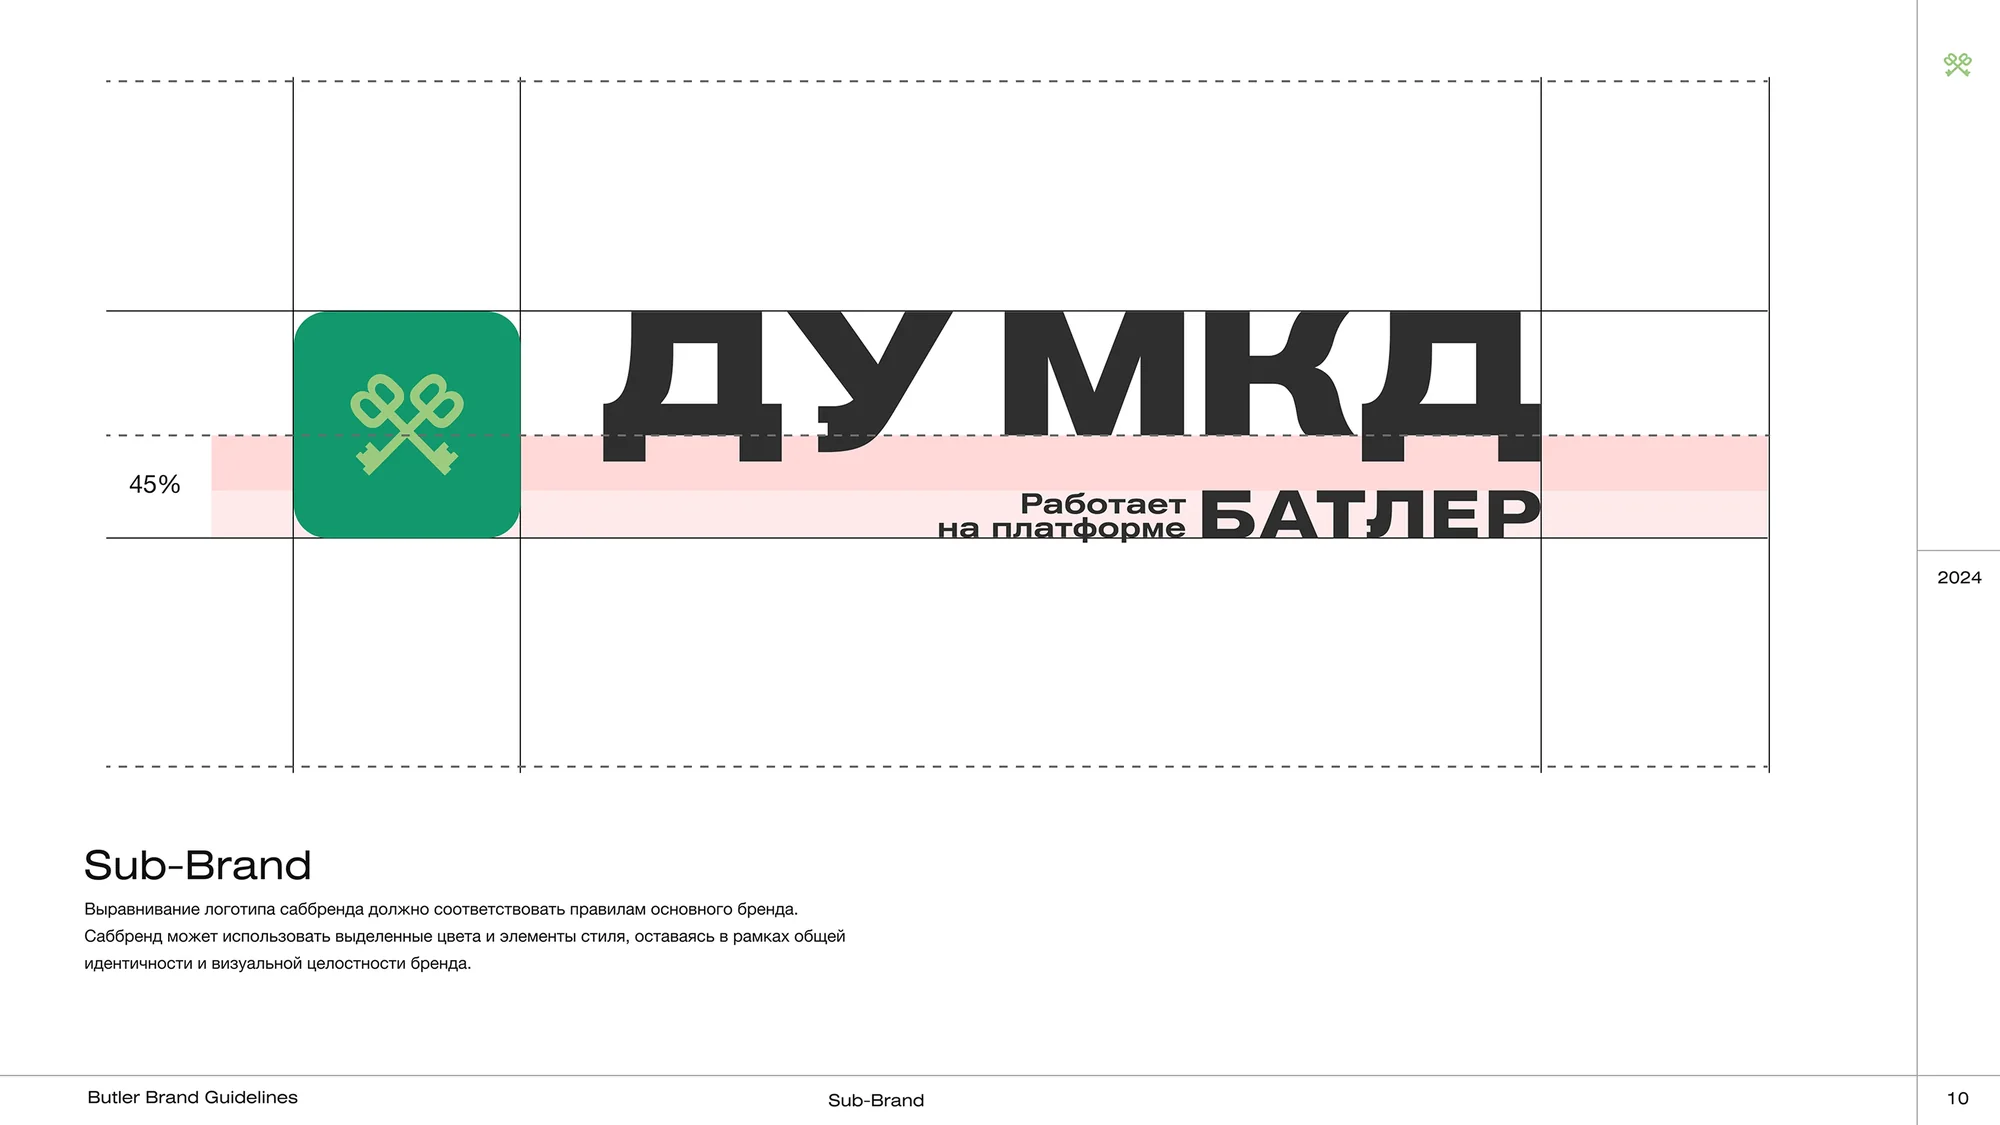 ДУ МКД
45%
Работает
на платформе
БАТЛЕР
2024
Sub-Brand
Выравнивание логотипа саббренда должно соответствовать правилам основного бренда.
Саббренд может использовать выделенные цвета и элементы стиля, оставаясь в рамках общей
идентичности и визуальной целостности бренда.
Butler Brand Guidelines
Sub-Brand
10